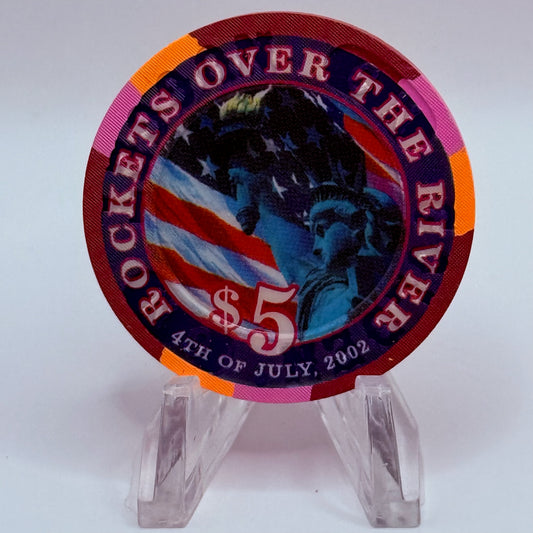 ROCKETS OVER THE RIVER
$5
4TH OF JULY, 2002